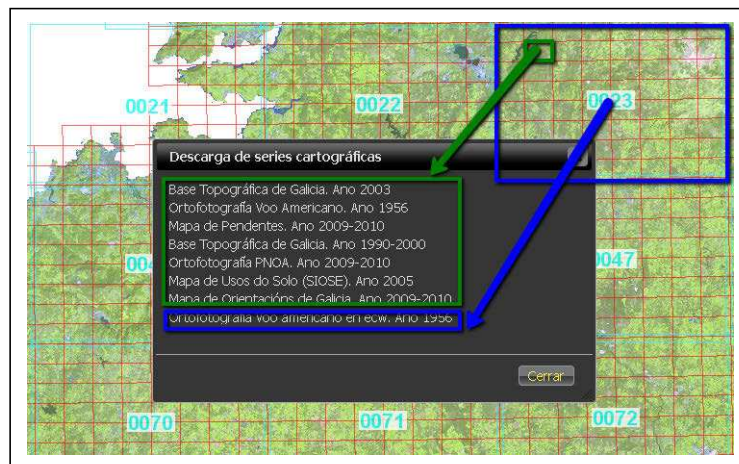 0021
0022
0023
Descarga de series cartográficas
Base Topográfica de Galicia. Ano 2003
Ortofotografía Voo Americano. Ano 1956
Mapa de Pendentes. Ano 2009-2010
Base Topográfica de Galicia. Ano 1990-2000
Ortofotografía PNOA. Ano 2009-2010
Mapa de Usos do Solo (SIOSE). Ano 2005
Mapa de Orientacións de Galicia. Ano 2009-2010
Ortofotografía Voo americano en ecw. Ano 1956
0047
Cerrar
0070
0071
0072